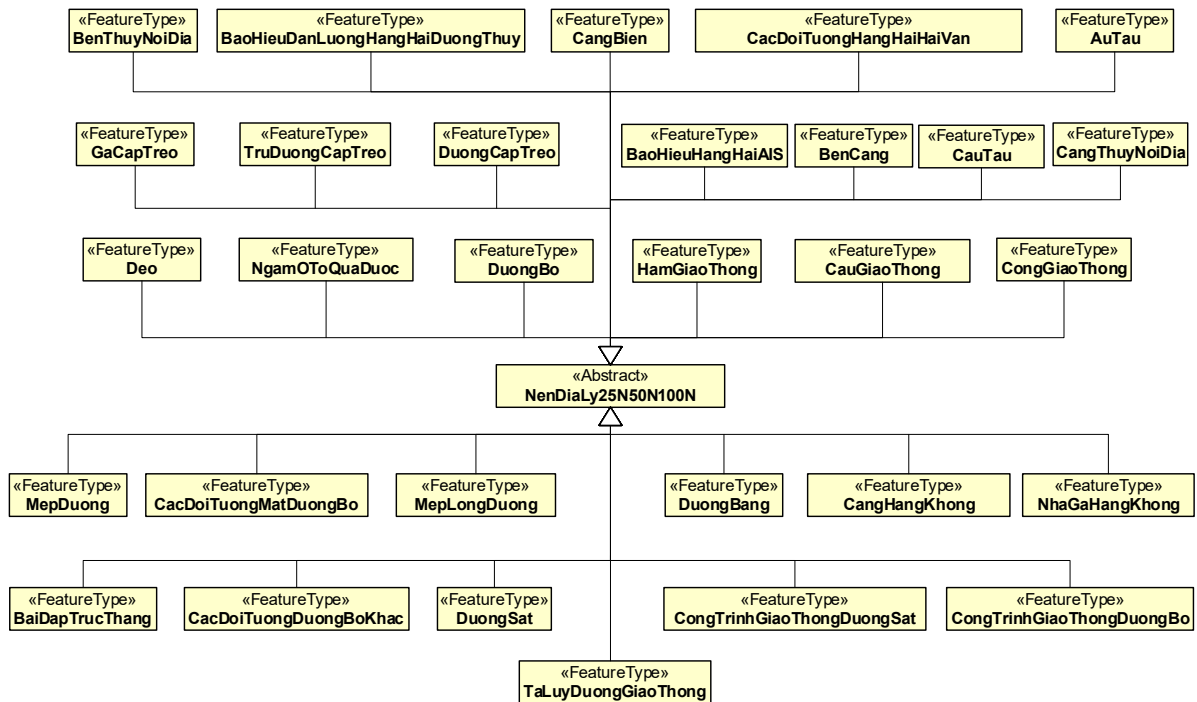 «FeatureType»
BenThuyNoiDia
«FeatureType»
BaoHieuDanLuongHangHaiDuongThuy
«FeatureType»
CangBien
«FeatureType»
CacDoiTuongHangHaiHaiVan
«FeatureType»
AuTau
«FeatureType»
GaCapTreo
«FeatureType»
TruDuongCapTreo
«FeatureType»
DuongCapTreo
«FeatureType»
BaoHieuHangHaiAIS
«FeatureType»
BenCang
«FeatureType»
CauTau
«FeatureType»
CangThuyNoiDia
«FeatureType»
Deo
«FeatureType»
NgamOToQuaDuoc
«FeatureType»
DuongBo
«FeatureType»
HamGiaoThong
«FeatureType»
CauGiaoThong
«FeatureType»
CongGiaoThong
«Abstract»
NenDiaLy25N50N100N
«FeatureType»
MepDuong
«FeatureType»
CacDoiTuongMatDuongBo
«FeatureType»
MepLongDuong
«FeatureType»
DuongBang
«FeatureType»
CangHangKhong
«FeatureType»
NhaGaHangKhong
«FeatureType»
BaiDapTrucThang
«FeatureType»
CacDoiTuongDuongBoKhac
«FeatureType»
DuongSat
«FeatureType»
CongTrinhGiaoThongDuongSat
«FeatureType»
CongTrinhGiaoThongDuongBo
«FeatureType»
TaLuyDuongGiaoThong